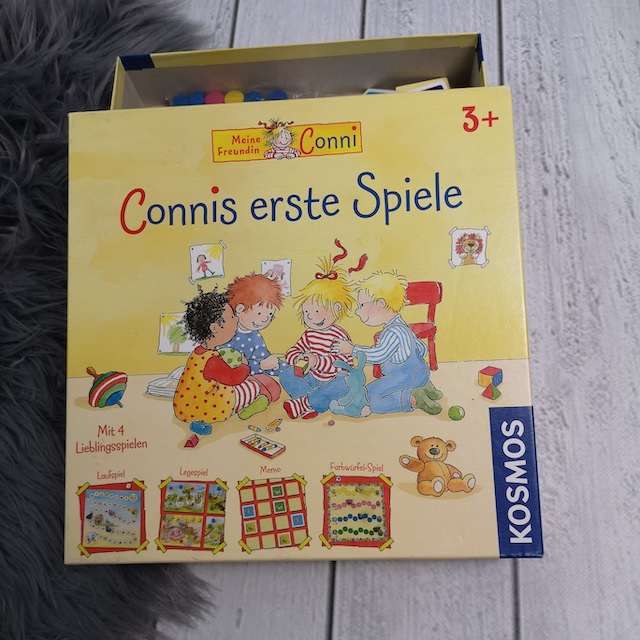 3+
Meine
Freundin
Conni
Connis erste Spiele
Mit 4
Lieblingsspielen
Laufspiel
Legespiel
Memo
Farbwürfel-Spiel
KOSMOS